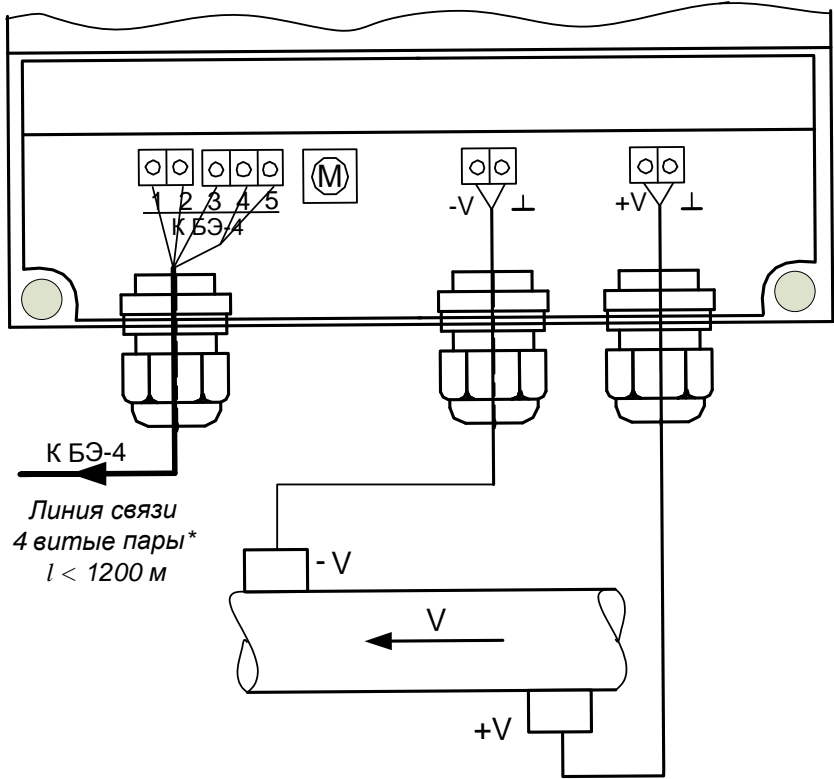 1 2 3 4 5
К БЭ-4
M
-V ⊥
+V ⊥
К БЭ-4
Линия связи
4 витые пары*
l < 1200 м
- V
V
+V